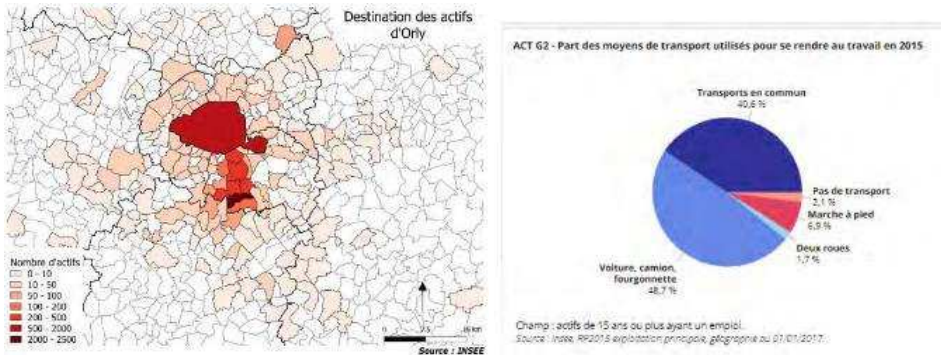 Destination des actifs
d'Orly
Nombre d'actifs
0 - 10
10 - 50
50 - 100
100 - 200
200 - 500
500 - 2000
2000 - 2500
Source : INSEE
ACT G2 - Part des moyens de transport utilisés pour se rendre au travail en 2015
Transports en commun
40,6 %
Pas de transport
2,1 %
Marche à pied
6,9 %
Deux roues
1,7 %
Voiture, camion,
fourgonnette
48,7 %
Champ : actifs de 15 ans ou plus ayant un emploi.
Source : Insee, RP2015 exploitation principale, géographie au 01/01/2017.